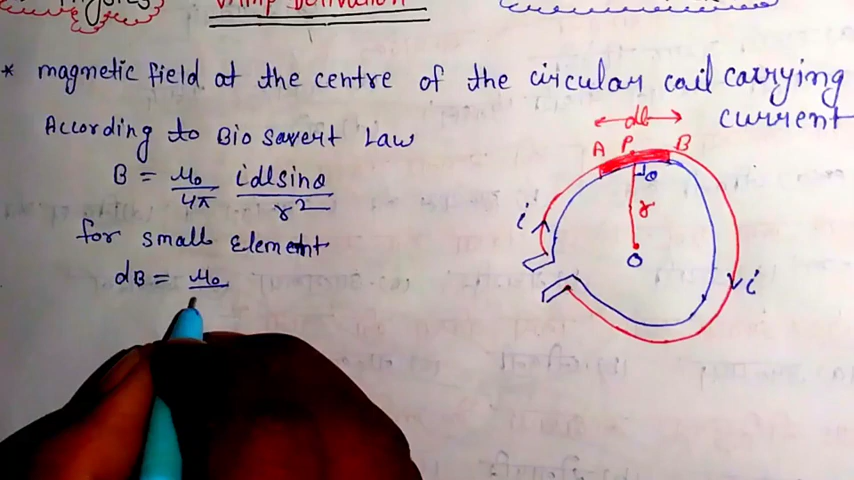 Derivation
* magnetic field at the centre of the circular coil carrying
current
According to Bio savert Law
B = μ₀/4π idlsinθ/r²
for small Element
dB = μ₀
dl
A P B
θ
r
i
O
i